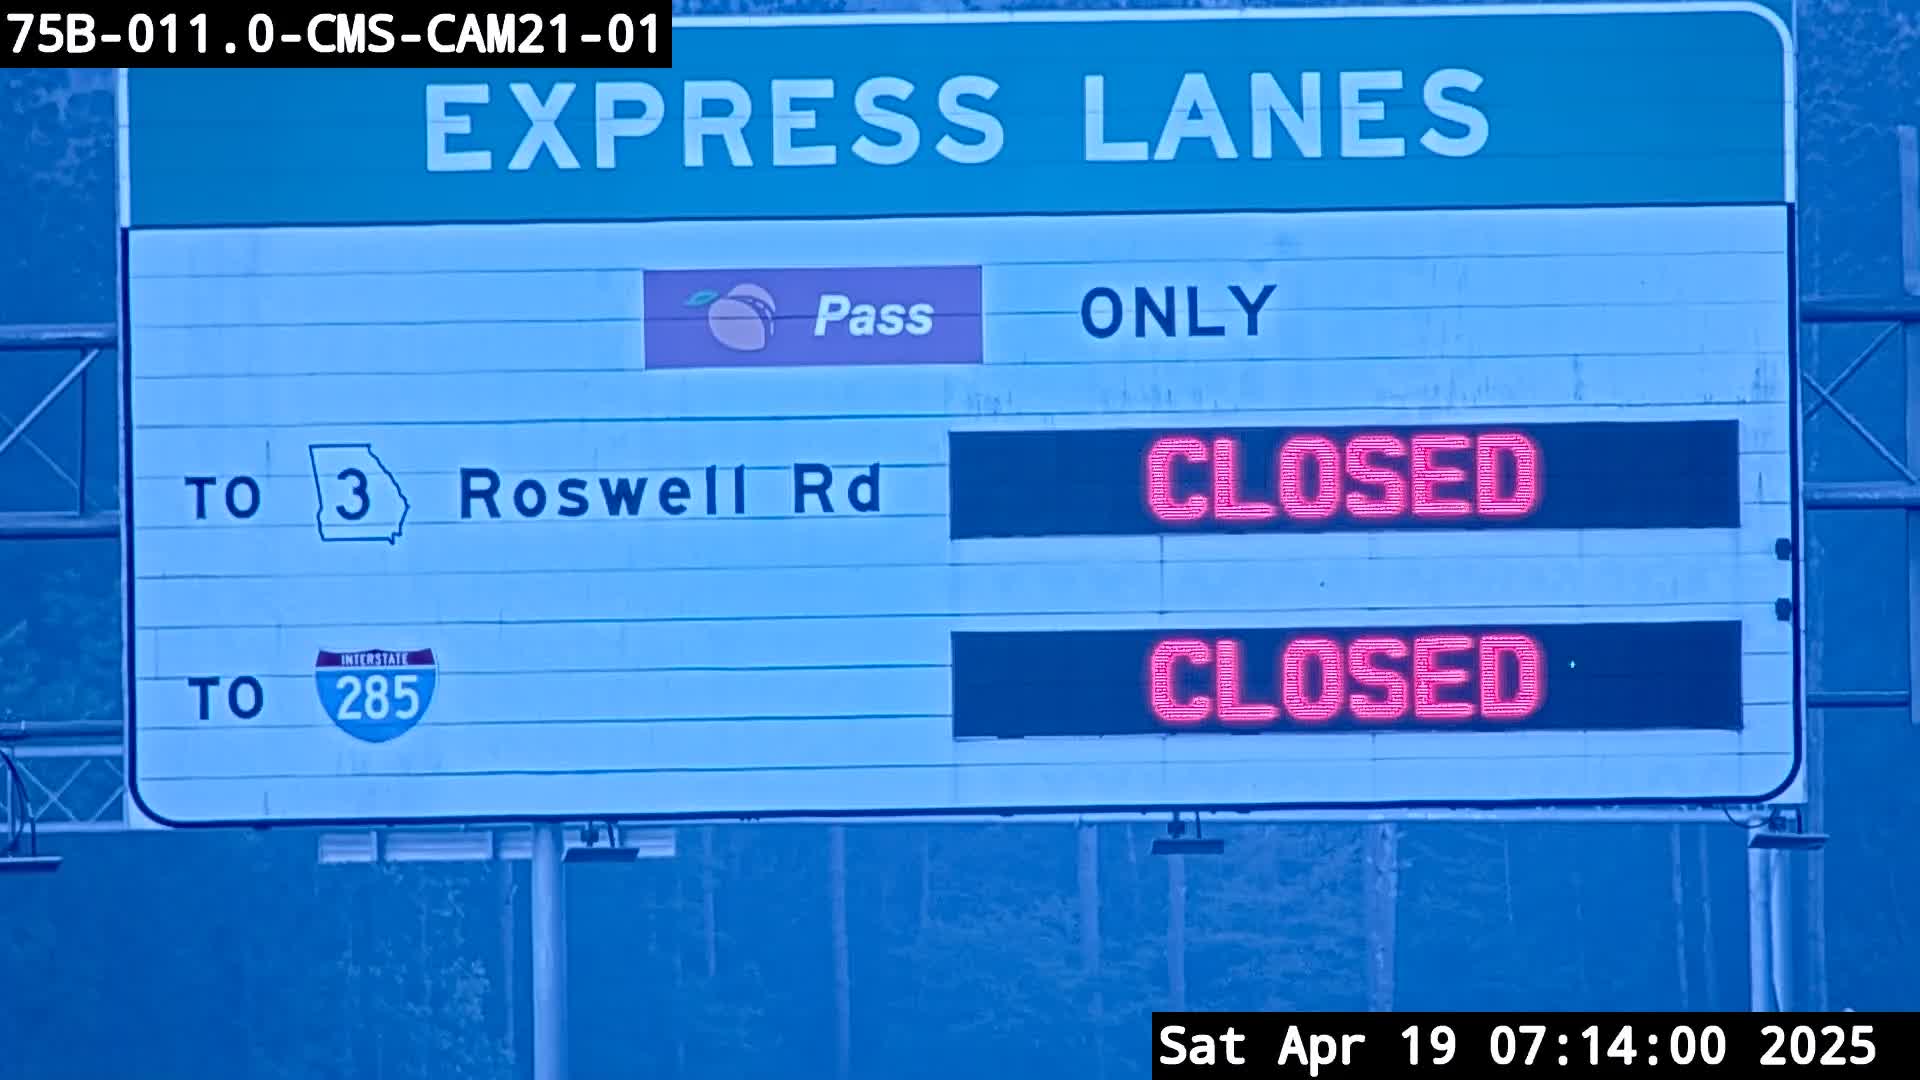 75B-011.0-CMS-CAM21-01
EXPRESS LANES
Pass ONLY
TO 3 Roswell Rd CLOSED
TO INTERSTATE 285 CLOSED
Sat Apr 19 07:14:00 2025